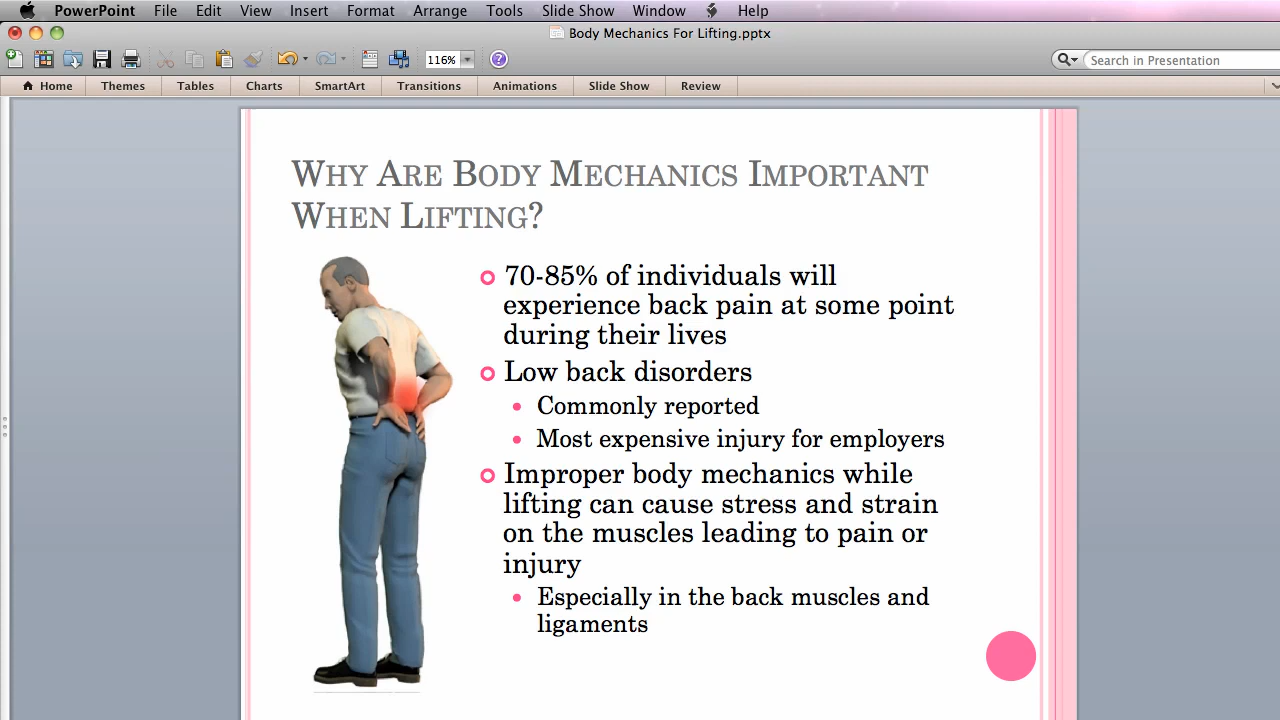 PowerPoint File Edit View Insert Format Arrange Tools Slide Show Window Help
Body Mechanics For Lifting.pptx
116% ? Search in Presentation
Home Themes Tables Charts SmartArt Transitions Animations Slide Show Review
Why Are Body Mechanics Important
When Lifting?
70-85% of individuals will
experience back pain at some point
during their lives
Low back disorders
Commonly reported
Most expensive injury for employers
Improper body mechanics while
lifting can cause stress and strain
on the muscles leading to pain or
injury
Especially in the back muscles and
ligaments